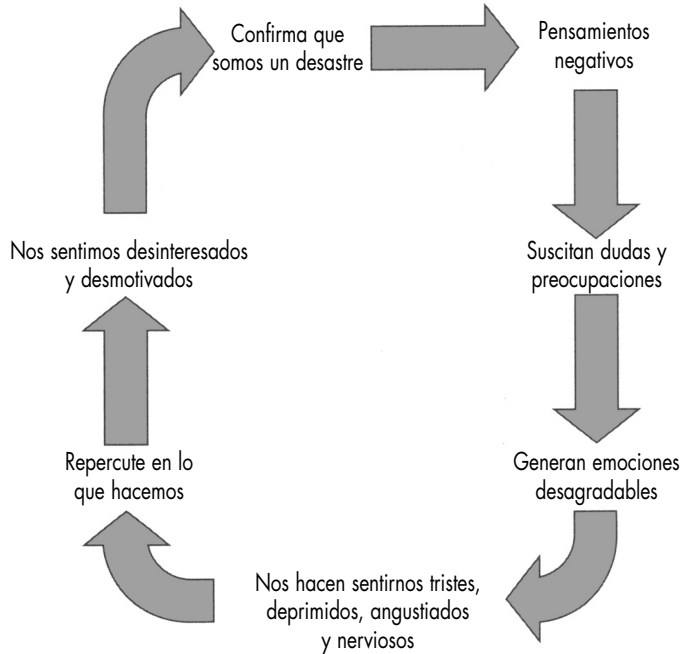 Confirma que
somos un desastre
Pensamientos
negativos
Suscitan dudas y
preocupaciones
Generan emociones
desagradables
Nos hacen sentirnos tristes,
deprimidos, angustiados
y nerviosos
Repercute en lo
que hacemos
Nos sentimos desinteresados
y desmotivados